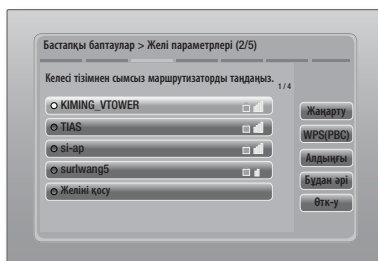 Бастапқы баптаулар > Желі параметрлері (2/5)
Келесі тізімнен сымсыз маршрутизаторды таңдаңыз.
1/4
KIMING_VTOWER
TIAS
si-ap
surlwang5
Желіні қосу
Жаңарту
WPS(PBC)
Алдыңғы
Бұдан әрі
Өтк-у